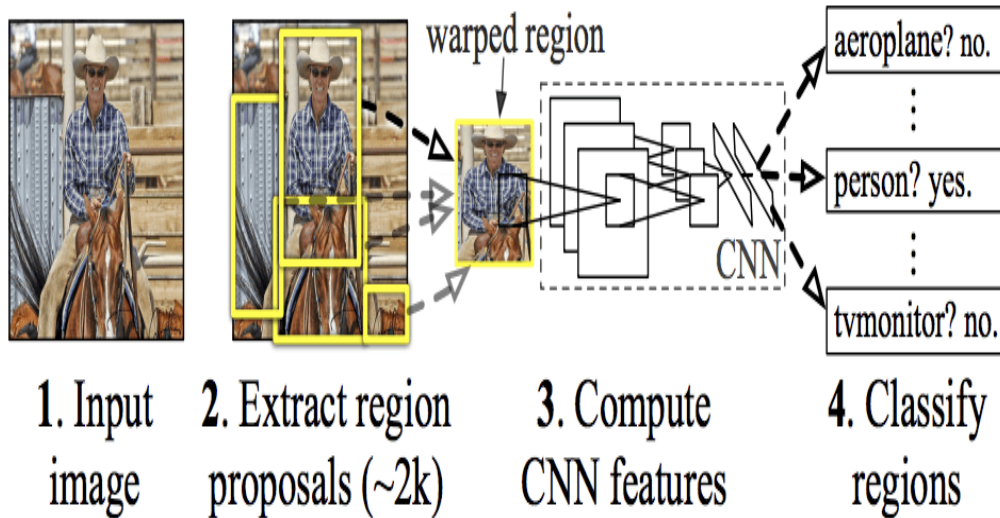 warped region
aeroplane? no.
person? yes.
CNN
tvmonitor? no.
1. Input
image
2. Extract region
proposals (~2k)
3. Compute
CNN features
4. Classify
regions